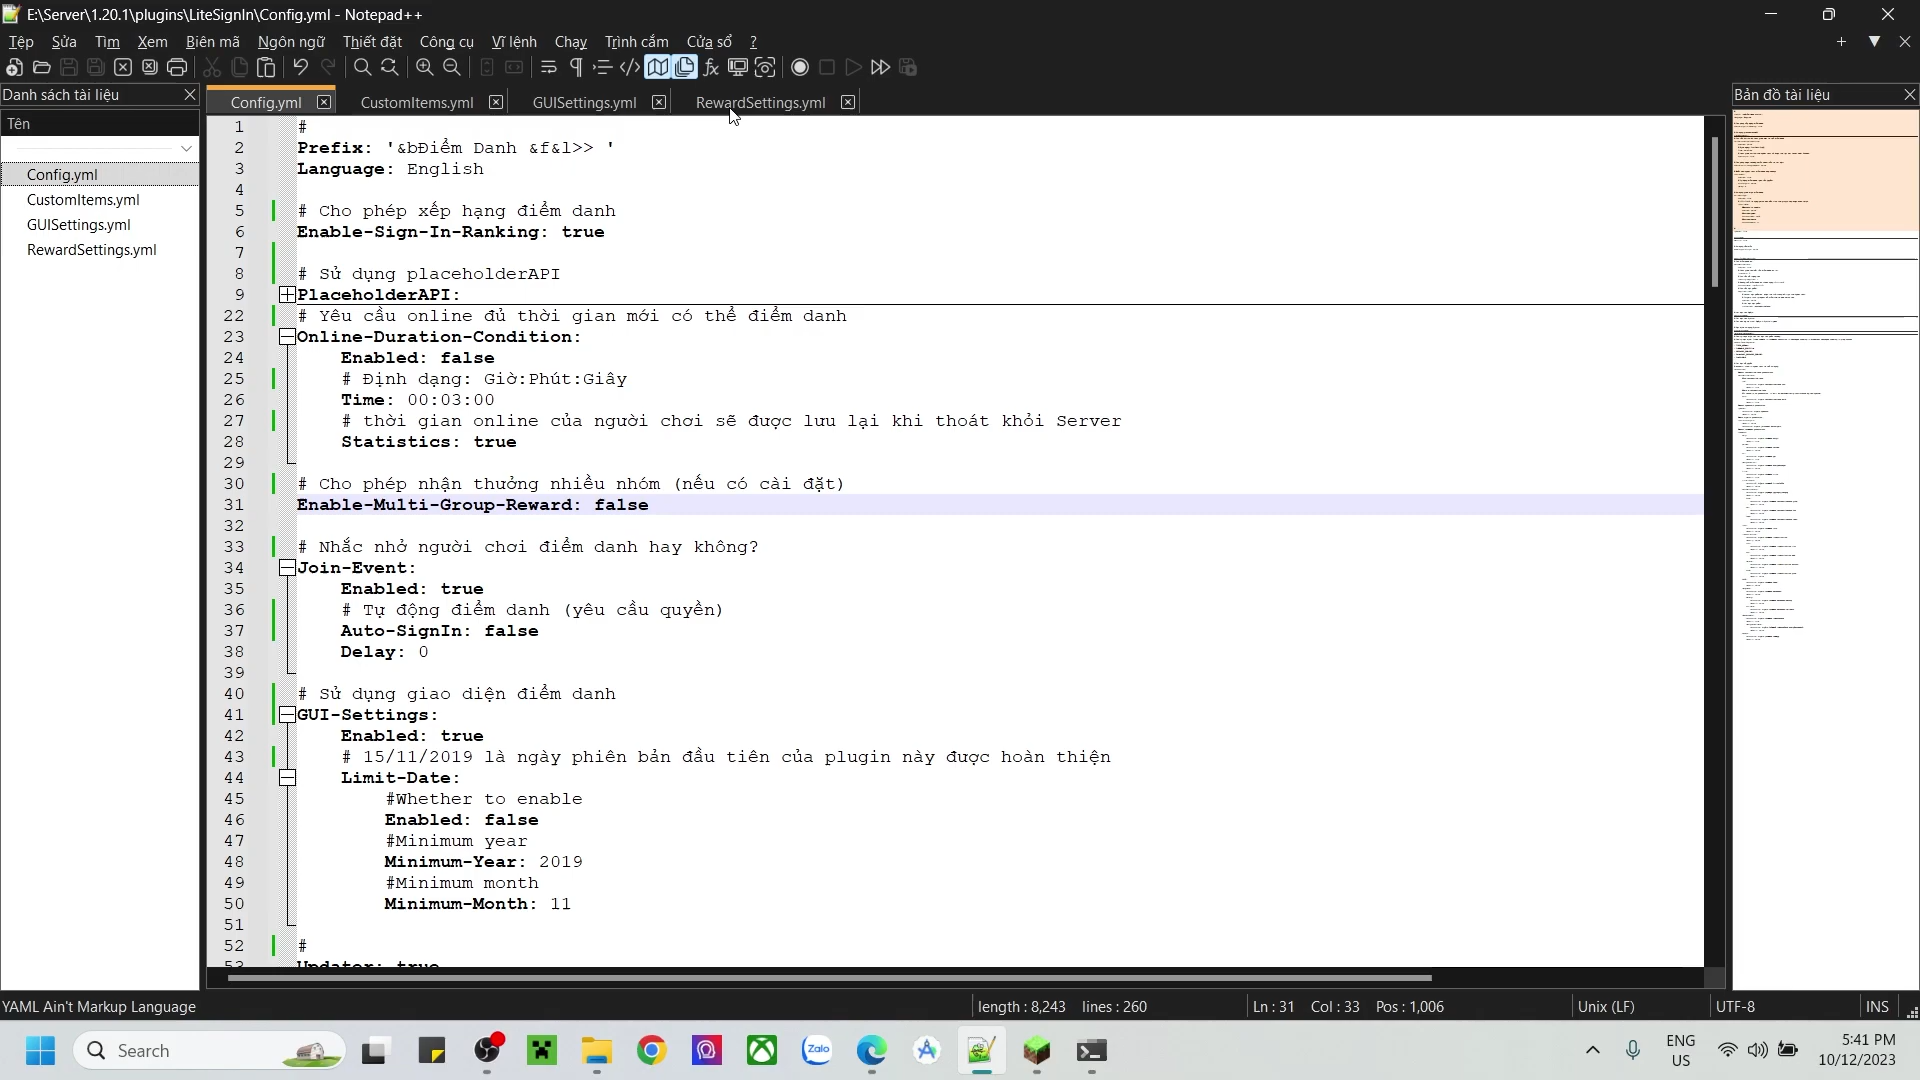 E:\Server\1.20.1\plugins\LiteSignIn\Config.yml - Notepad++
Tệp Sửa Tìm Xem Biên mã Ngôn ngữ Thiết đặt Công cụ Vĩ lệnh Chạy Trình cắm Cửa sổ ?
Danh sách tài liệu
Config.yml CustomItems.yml GUISettings.yml RewardSettings.yml
Bản đồ tài liệu
Tên
Config.yml
CustomItems.yml
GUISettings.yml
RewardSettings.yml
1 #
2 Prefix: '&bĐiểm Danh &f&l>> '
3 Language: English
4
5 # Cho phép xếp hạng điểm danh
6 Enable-Sign-In-Ranking: true
7
8 # Sử dụng placeholderAPI
9 PlaceholderAPI:
22 # Yêu cầu online đủ thời gian mới có thể điểm danh
23 Online-Duration-Condition:
24 Enabled: false
25 # Định dạng: Giờ:Phút:Giây
26 Time: 00:03:00
27 # thời gian online của người chơi sẽ được lưu lại khi thoát khỏi Server
28 Statistics: true
29
30 # Cho phép nhận thưởng nhiều nhóm (nếu có cài đặt)
31 Enable-Multi-Group-Reward: false
32
33 # Nhắc nhở người chơi điểm danh hay không?
34 Join-Event:
35 Enabled: true
36 # Tự động điểm danh (yêu cầu quyền)
37 Auto-SignIn: false
38 Delay: 0
39
40 # Sử dụng giao diện điểm danh
41 GUI-Settings:
42 Enabled: true
43 # 15/11/2019 là ngày phiên bản đầu tiên của plugin này được hoàn thiện
44 Limit-Date:
45 #Whether to enable
46 Enabled: false
47 #Minimum year
48 Minimum-Year: 2019
49 #Minimum month
50 Minimum-Month: 11
51
52 #
53 Updater: true
YAML Ain't Markup Language length : 8,243 lines : 260 Ln : 31 Col : 33 Pos : 1,006 Unix (LF) UTF-8 INS
Search
Zalo
ENG
US
5:41 PM
10/12/2023